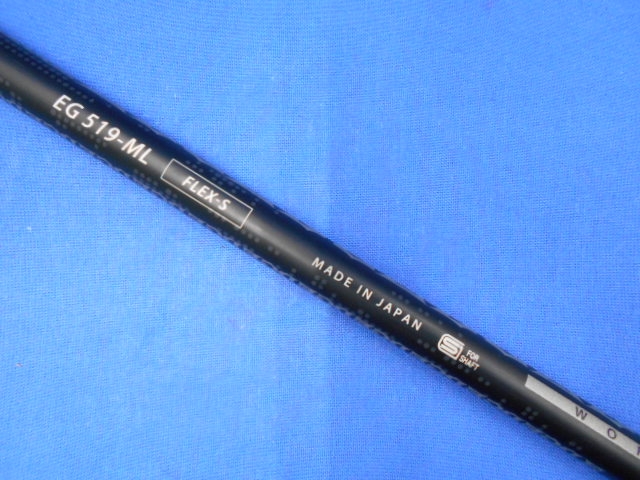 EG 519-ML
FLEX-S
MADE IN JAPAN
S FOR
SHAFT